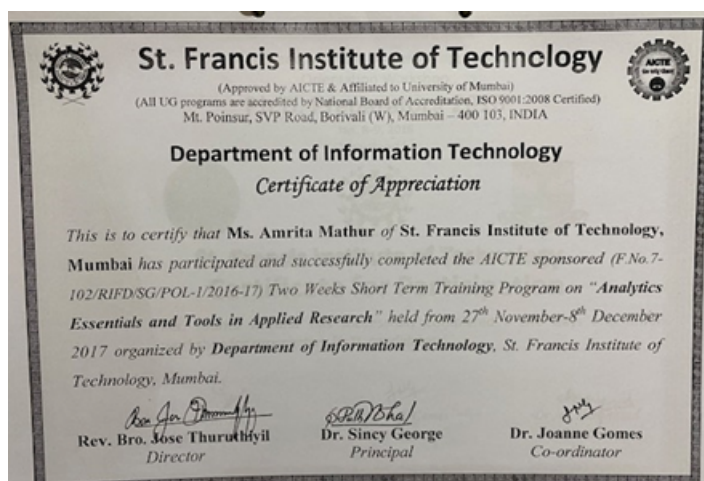 St. Francis Institute of Technology
AICTE
(Approved by AICTE & Affiliated to University of Mumbai)
(All UG programs are accredited by National Board of Accreditation, ISO 9001:2008 Certified)
Mt. Poinsur, SVP Road, Borivali (W), Mumbai – 400 103, INDIA
Department of Information Technology
Certificate of Appreciation
This is to certify that Ms. Amrita Mathur of St. Francis Institute of Technology,
Mumbai has participated and successfully completed the AICTE sponsored (F.No.7-
102/RIFD/SG/POL-1/2016-17) Two Weeks Short Term Training Program on "Analytics
Essentials and Tools in Applied Research" held from 27th November-8th December
2017 organized by Department of Information Technology, St. Francis Institute of
Technology, Mumbai.
Rev. Bro. Jose Thuruthiyil
Director
Dr. Sincy George
Principal
Dr. Joanne Gomes
Co-ordinator